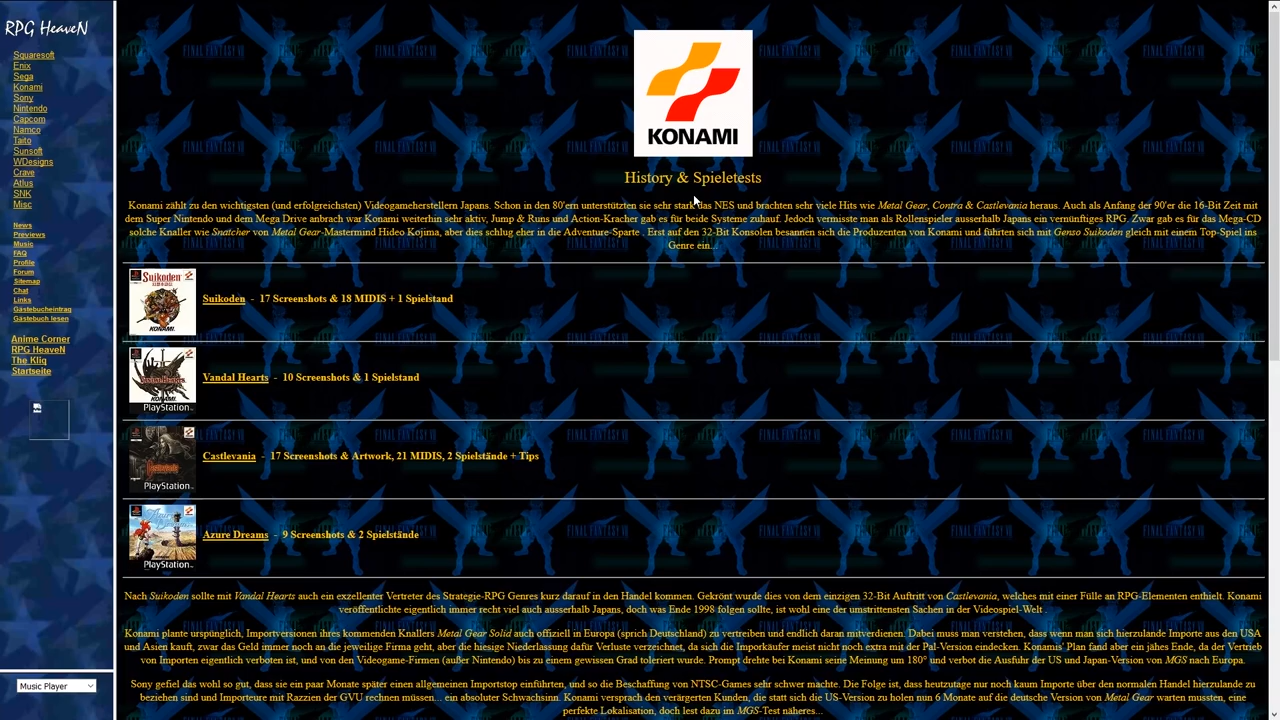 RPG HeaveN
Squaresoft
Enix
Sega
Konami
Sony
Nintendo
Capcorn
Namco
Taito
Sunsoft
WDesigns
Crave
Atlus
SNK
Misc
News
Previews
Music
FAQ
Profile
Forum
Sitemap
Chat
Links
Gästebucheintrag
Gästebuch lesen
Anime Corner
RPG HeaveN
The Kliq
Startseite
Music Player
KONAMI
History & Spieletests
Konami zählt zu den wichtigsten (und erfolgreichsten) Videogameherstellern Japans. Schon in den 80'ern unterstützten sie sehr stark das NES und brachten sehr viele Hits wie Metal Gear, Contra & Castlevania heraus. Auch als Anfang der 90'er die 16-Bit Zeit mit
dem Super Nintendo und dem Mega Drive anbrach war Konami weiterhin sehr aktiv, Jump & Runs und Action-Kracher gab es für beide Systeme zuhauf. Jedoch vermisste man als Rollenspieler ausserhalb Japans ein vernünftiges RPG. Zwar gab es für das Mega-CD
solche Knaller wie Snatcher von Metal Gear-Mastermind Hideo Kojima, aber dies schlug eher in die Adventure-Sparte . Erst auf den 32-Bit Konsolen besannen sich die Produzenten von Konami und führten sich mit Genso Suikoden gleich mit einem Top-Spiel ins
Genre ein...
Suikoden
KONAMI
Suikoden - 17 Screenshots & 18 MIDIS + 1 Spielstand
Vandal Hearts
PlayStation
Vandal Hearts - 10 Screenshots & 1 Spielstand
Castlevania
PlayStation
Castlevania - 17 Screenshots & Artwork, 21 MIDIS, 2 Spielstände + Tips
Azure Dreams
PlayStation
Azure Dreams - 9 Screenshots & 2 Spielstände
Nach Suikoden sollte mit Vandal Hearts auch ein exzellenter Vertreter des Strategie-RPG Genres kurz darauf in den Handel kommen. Gekrönt wurde dies von dem einzigen 32-Bit Auftritt von Castlevania, welches mit einer Fülle an RPG-Elementen enthielt. Konami
veröffentlichte eigentlich immer recht viel auch ausserhalb Japans, doch was Ende 1998 folgen sollte, ist wohl eine der umstrittensten Sachen in der Videospiel-Welt .
Konami plante urspünglich, Importversionen ihres kommenden Knallers Metal Gear Solid auch offiziell in Europa (sprich Deutschland) zu vertreiben und endlich daran mitverdienen. Dabei muss man verstehen, dass wenn man sich hierzulande Importe aus den USA
und Asien kauft, zwar das Geld immer noch an die jeweilige Firma geht, aber die hiesige Niederlassung dafür Verluste verzeichnet, da sich die Importkäufer meist nicht noch extra mit der Pal-Version eindecken. Konamis' Plan fand aber ein jähes Ende, da der Vertrieb
von Importen eigentlich verboten ist, und von den Videogame-Firmen (außer Nintendo) bis zu einem gewissen Grad toleriert wurde. Prompt drehte bei Konami seine Meinung um 180° und verbot die Ausfuhr der US und Japan-Version von MGS nach Europa.
Sony gefiel das wohl so gut, dass sie ein paar Monate später einen allgemeinen Importstop einführten, und so die Beschaffung von NTSC-Games sehr schwer machte. Die Folge ist, dass heutzutage nur noch kaum Importe über den normalen Handel hierzulande zu
beziehen sind und Importeure mit Razzien der GVU rechnen müssen... ein absoluter Schwachsinn. Konami versprach den verärgerten Kunden, die statt sich die US-Version zu holen nun 6 Monate auf die deutsche Version von Metal Gear warten mussten, eine
perfekte Lokalisation, doch lest dazu im MGS-Test näheres...